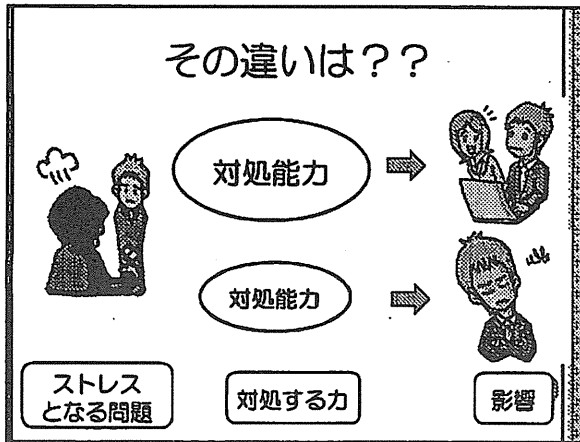 その違いは？？
対処能力
対処能力
ストレス
となる問題
対処する力
影響